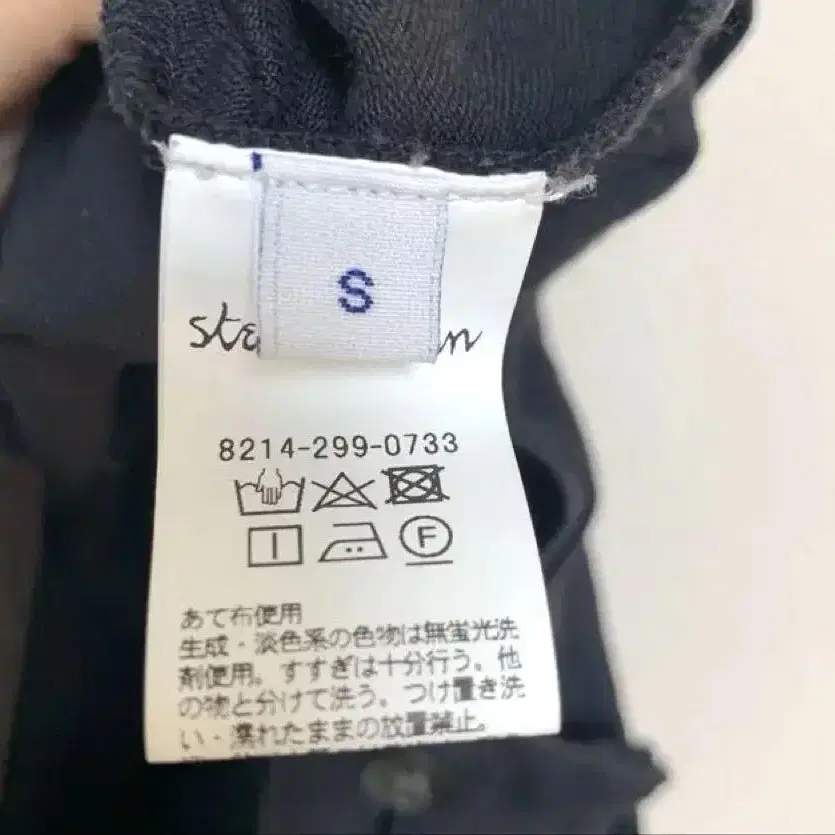 S
8214-299-0733
F
あて布使用
生成・淡色系の色物は無蛍光洗
剤使用。すすぎは十分行う。他
の物と分けて洗う。つけ置き洗
い・濡れたままの放置禁止。